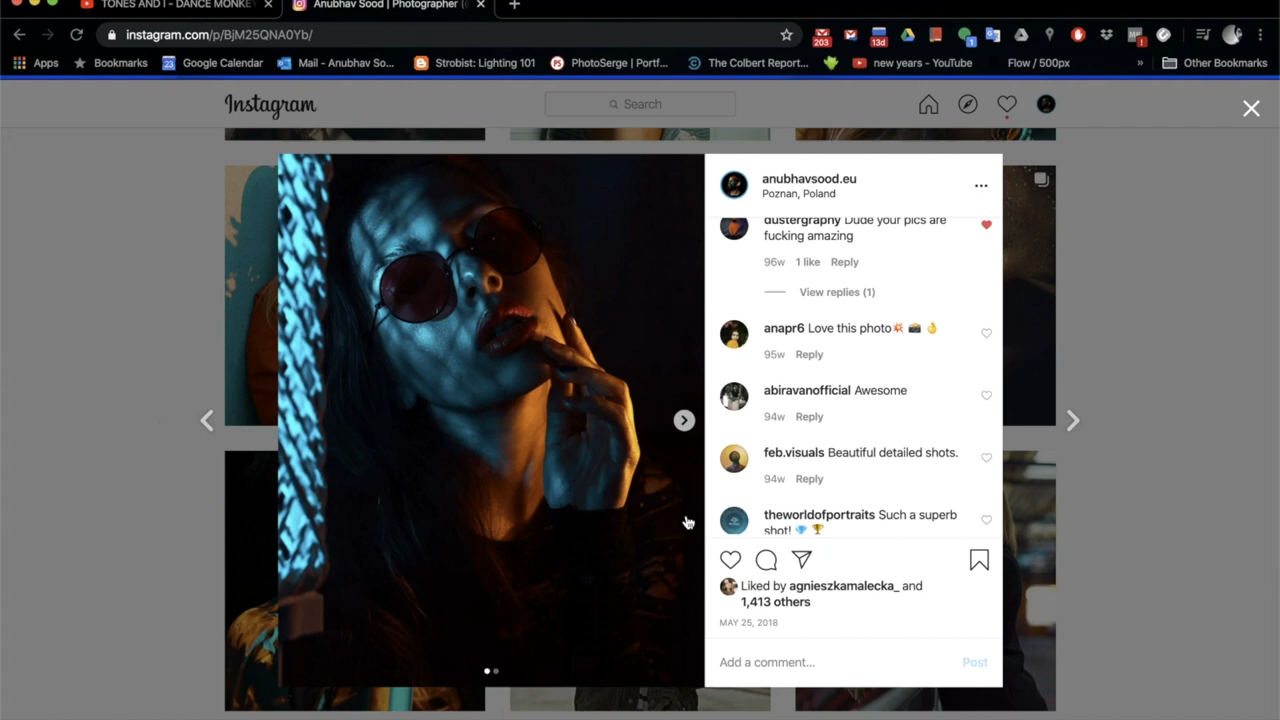 TONES AND I - DANCE MONKEY
Anubhav Sood | Photographer (
instagram.com/p/BjM25QNA0Yb/
203
13d
1
Apps
Bookmarks
Google Calendar
Mail - Anubhav So...
Strobist: Lighting 101
PhotoSerge | Portf...
The Colbert Report...
new years - YouTube
Flow / 500px
»
Other Bookmarks
Instagram
Search
anubhavsood.eu
Poznan, Poland
dustergraphy Dude your pics are
fucking amazing
96w 1 like Reply
View replies (1)
anapr6 Love this photo💥 📸 👌
95w Reply
abiravanofficial Awesome
94w Reply
feb.visuals Beautiful detailed shots.
94w Reply
theworldofportraits Such a superb
shot! 💎 🏆
Liked by agnieszkamalecka_ and
1,413 others
MAY 25, 2018
Add a comment...
Post